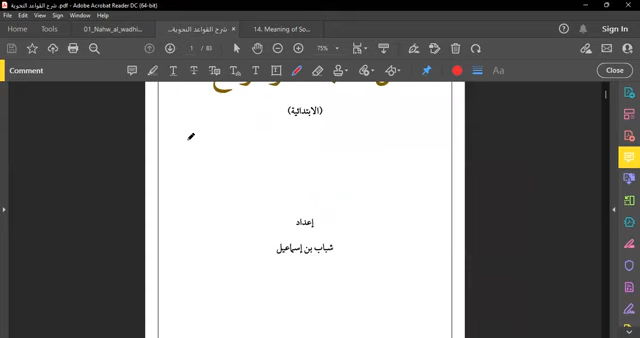 شرح القواعد النحوية.pdf - Adobe Acrobat Reader DC (64-bit)
File Edit View Sign Window Help
Home Tools 01_Nahw_al_wadhi... شرح القواعد النحوية... × 14. Meaning of So... Sign In
1 / 83 75%
Comment Aa Close
(الابتدائية)
إعداد
شباب بن إسماعيل